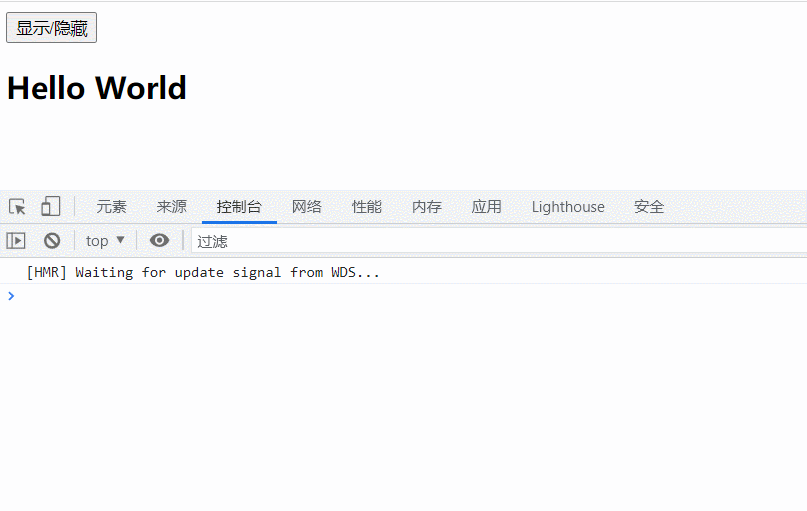 显示/隐藏
Hello World
元素 来源 控制台 网络 性能 内存 应用 Lighthouse 安全
top 过滤
[HMR] Waiting for update signal from WDS...